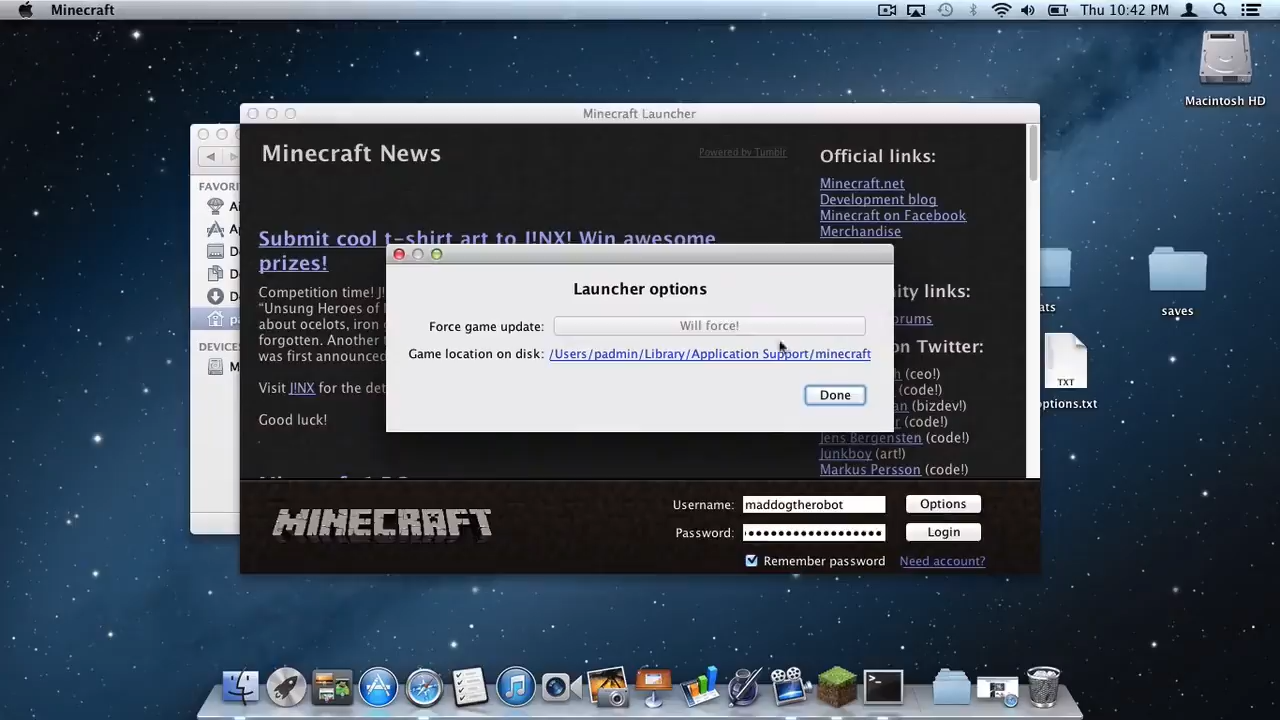 Minecraft
Thu 10:42 PM
Macintosh HD
Minecraft Launcher
Minecraft News
Powered by Tumblr
Official links:
Minecraft.net
Development blog
Minecraft on Facebook
Merchandise
FAVORI
Submit cool t-shirt art to J!NX! Win awesome
prizes!
Competition time! J!
"Unsung Heroes of
about ocelots, iron
forgotten. Another
was first announced
Visit J!NX for the det
Good luck!
DEVICES
Launcher options
Force game update:
Will force!
Game location on disk: /Users/padmin/Library/Application Support/minecraft
Done
ity links:
orums
on Twitter:
(ceo!)
(code!)
(bizdev!)
(code!)
Jens Bergensten (code!)
Junkboy (art!)
Markus Persson (code!)
ats
saves
TXT
options.txt
MINECRAFT
Username: maddogtherobot
Options
Password:
Login
Remember password
Need account?